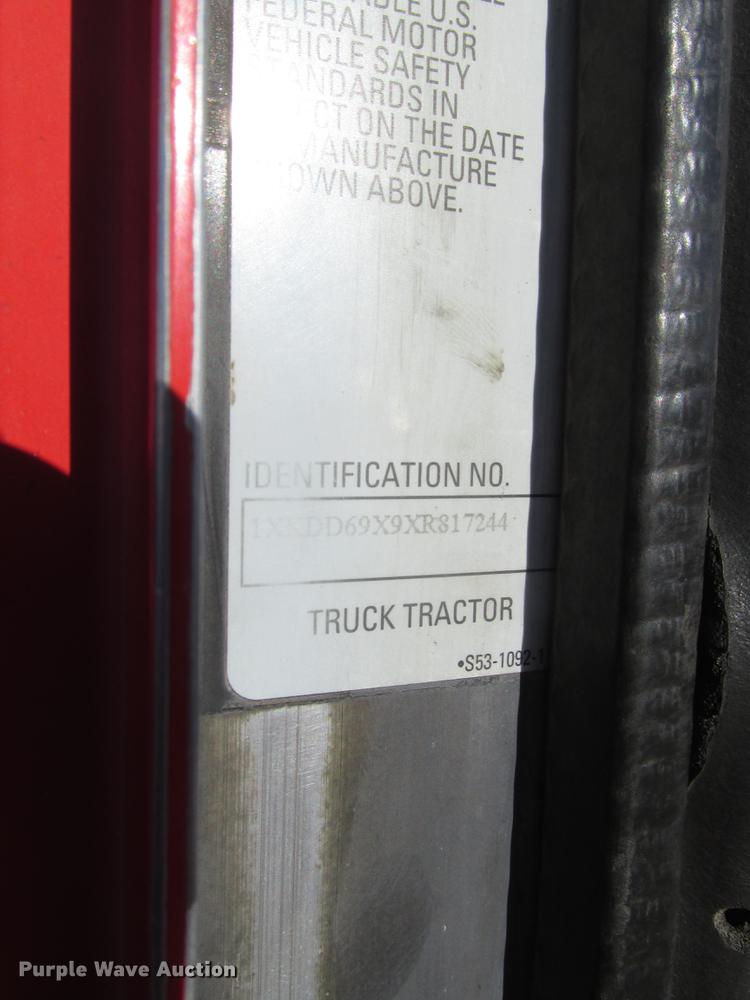 U.S.
FEDERAL MOTOR
VEHICLE SAFETY
STANDARDS IN
ON THE DATE
MANUFACTURE
ABOVE.
IDENTIFICATION NO.
1XKDD69X9XR817244
TRUCK TRACTOR
•S53-1092-1
Purple Wave Auction